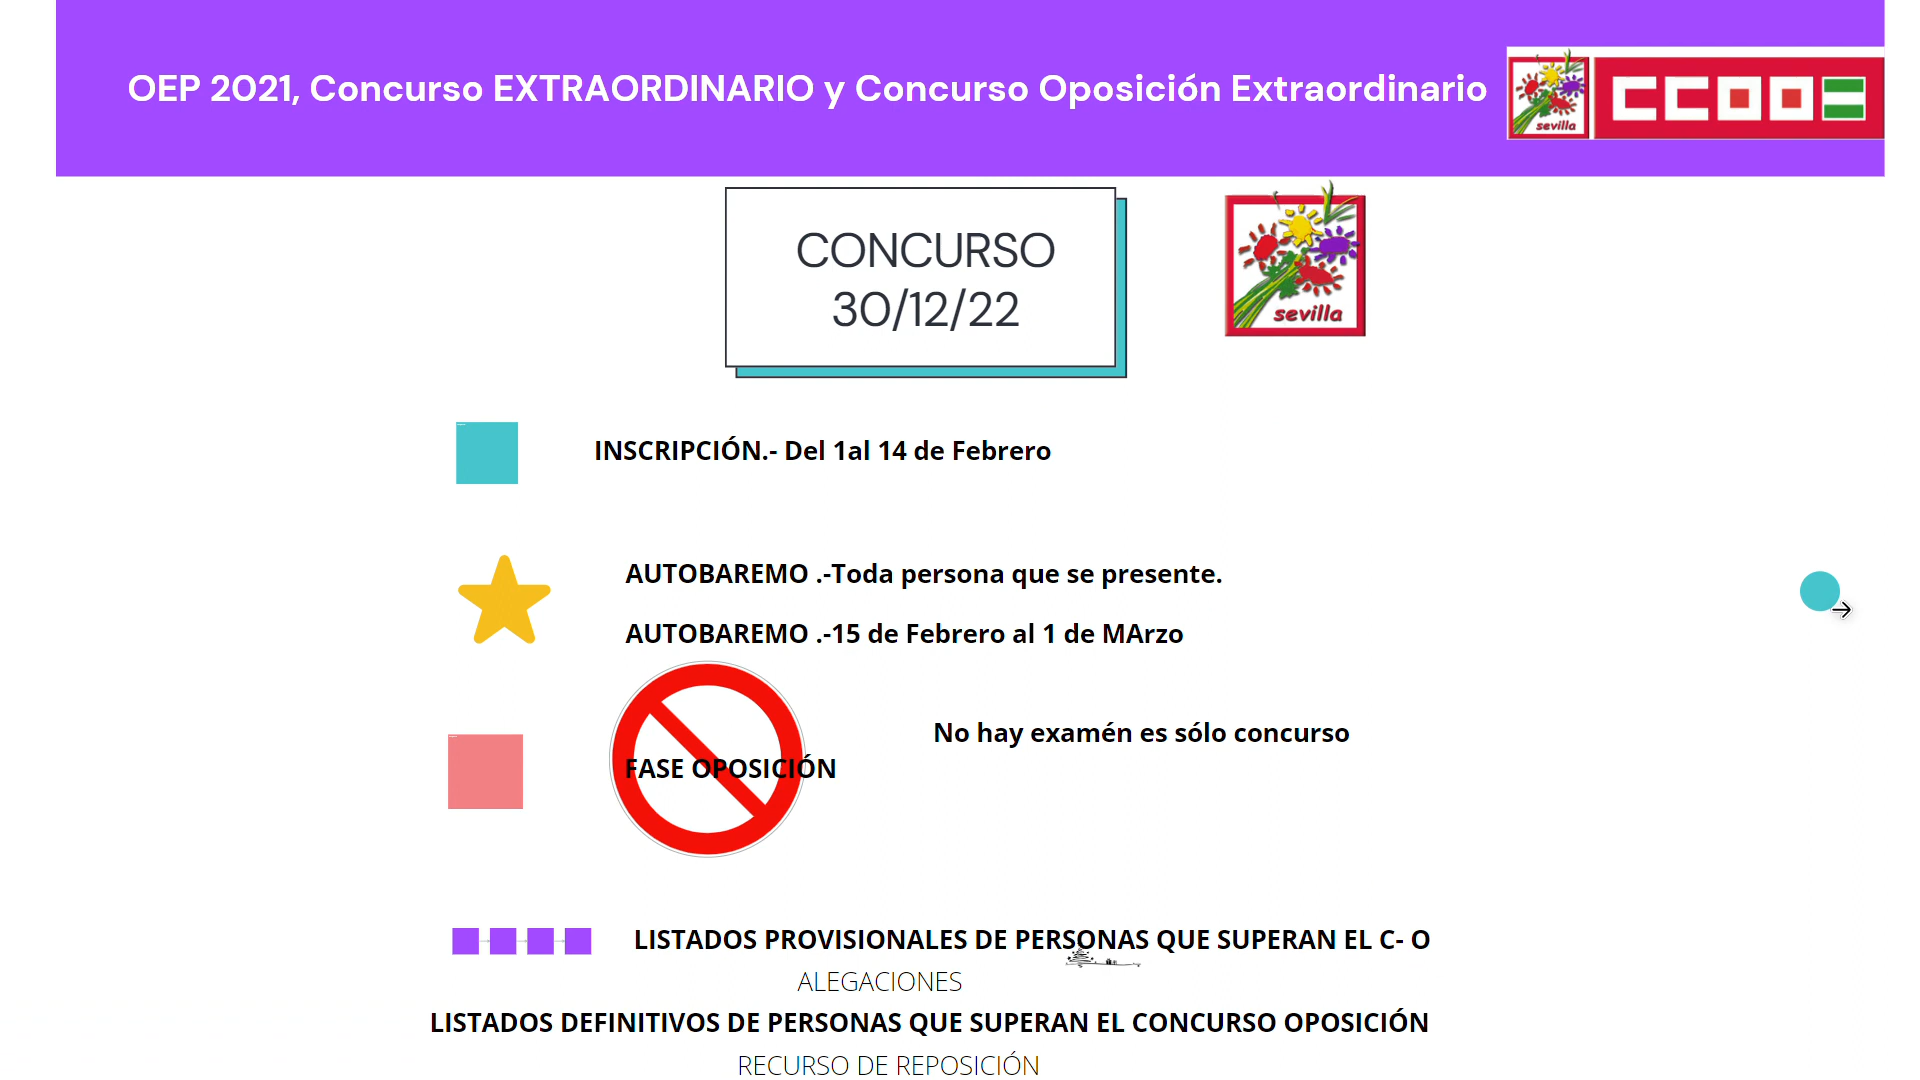 OEP 2021, Concurso EXTRAORDINARIO y Concurso Oposición Extraordinario
sevilla
CCOO
CONCURSO
30/12/22
sevilla
INSCRIPCIÓN.- Del 1al 14 de Febrero
AUTOBAREMO .-Toda persona que se presente.
AUTOBAREMO .-15 de Febrero al 1 de MArzo
No hay examén es sólo concurso
FASE OPOSICIÓN
LISTADOS PROVISIONALES DE PERSONAS QUE SUPERAN EL C- O
ALEGACIONES
LISTADOS DEFINITIVOS DE PERSONAS QUE SUPERAN EL CONCURSO OPOSICIÓN
RECURSO DE REPOSICIÓN